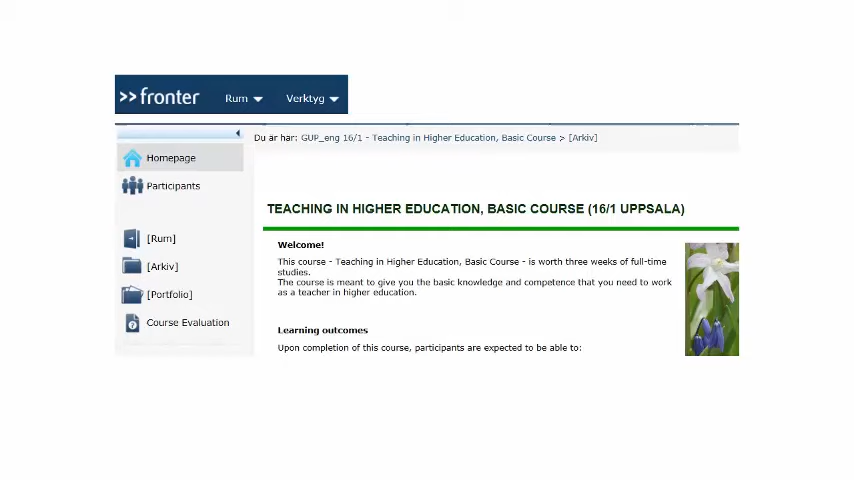 >>fronter Rum Verktyg
Du är här: GUP_eng 16/1 - Teaching in Higher Education, Basic Course > [Arkiv]
Homepage
Participants
[Rum]
[Arkiv]
[Portfolio]
Course Evaluation
TEACHING IN HIGHER EDUCATION, BASIC COURSE (16/1 UPPSALA)
Welcome!
This course - Teaching in Higher Education, Basic Course - is worth three weeks of full-time
studies.
The course is meant to give you the basic knowledge and competence that you need to work
as a teacher in higher education.
Learning outcomes
Upon completion of this course, participants are expected to be able to: